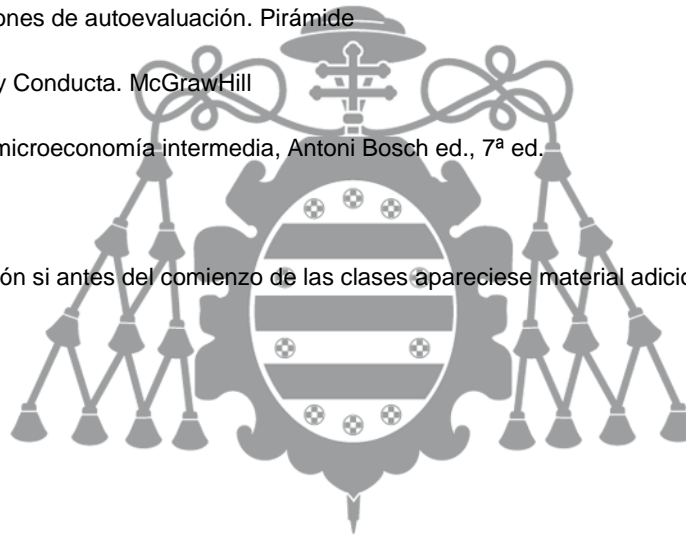 ones de autoevaluación. Pirámide
y Conducta. McGrawHill
microeconomía intermedia, Antoni Bosch ed., 7ª ed.
ón si antes del comienzo de las clases apareciese material adicio